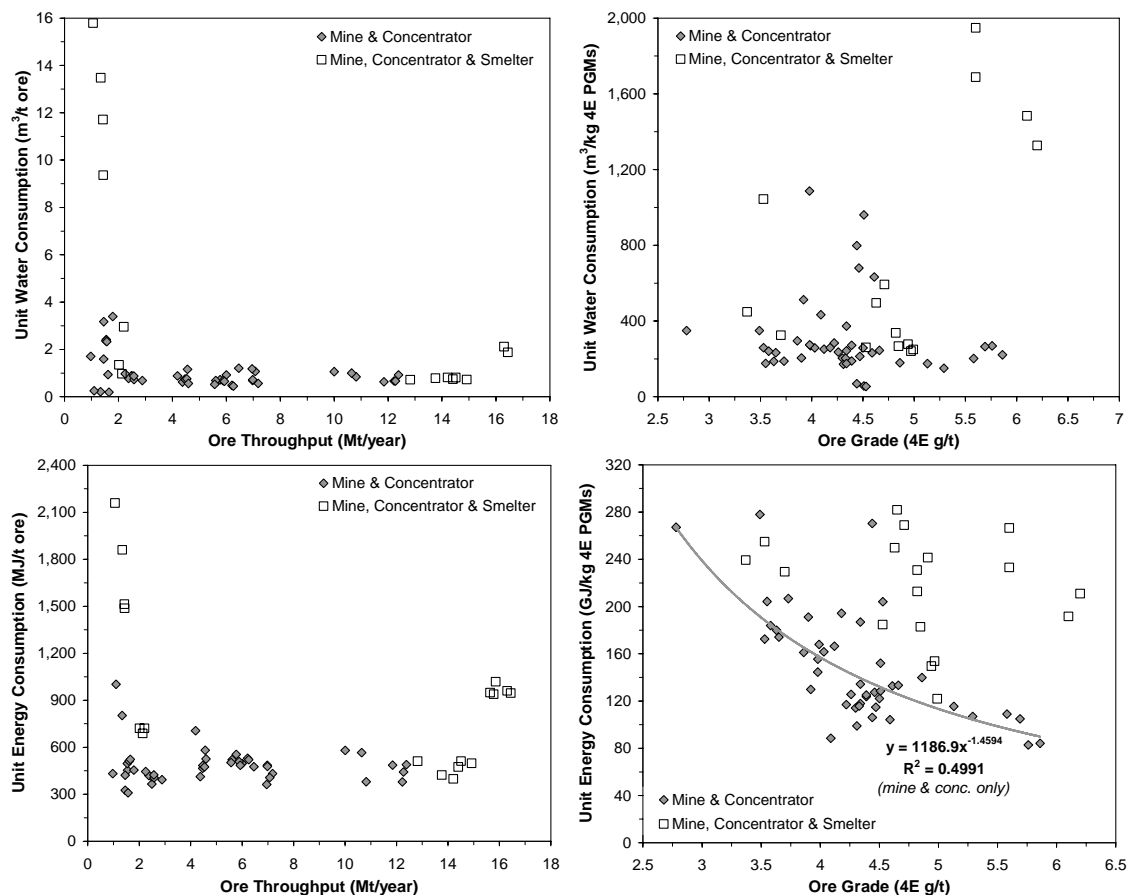 16
14
12
10
8
6
4
2
0
0 2 4 6 8 10 12 14 16 18
Ore Throughput (Mt/year)
Unit Water Consumption (m³/t ore)
Mine & Concentrator
Mine, Concentrator & Smelter
2,000
1,600
1,200
800
400
0
2.5 3 3.5 4 4.5 5 5.5 6 6.5 7
Ore Grade (4E g/t)
Unit Water Consumption (m³/kg 4E PGMs)
Mine & Concentrator
Mine, Concentrator & Smelter
2,400
2,100
1,800
1,500
1,200
900
600
300
0
0 2 4 6 8 10 12 14 16 18
Ore Throughput (Mt/year)
Unit Energy Consumption (MJ/t ore)
Mine & Concentrator
Mine, Concentrator & Smelter
320
280
240
200
160
120
80
40
0
2.5 3 3.5 4 4.5 5 5.5 6 6.5
Ore Grade (4E g/t)
Unit Energy Consumption (GJ/kg 4E PGMs)
y = 1186.9x^-1.4594
R² = 0.4991
(mine & conc. only)
Mine & Concentrator
Mine, Concentrator & Smelter